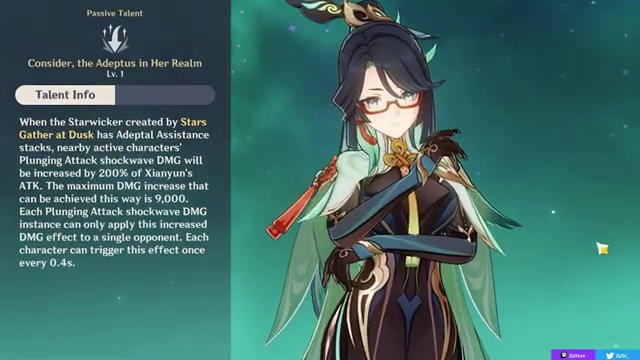 Passive Talent
Consider, the Adeptus in Her Realm
Lv. 1
Talent Info
When the Starwicker created by Stars
Gather at Dusk has Adeptal Assistance
stacks, nearby active characters'
Plunging Attack shockwave DMG will
be increased by 200% of Xianyun's
ATK. The maximum DMG increase that
can be achieved this way is 9,000.
Each Plunging Attack shockwave DMG
instance can only apply this increased
DMG effect to a single opponent. Each
character can trigger this effect once
every 0.4s.